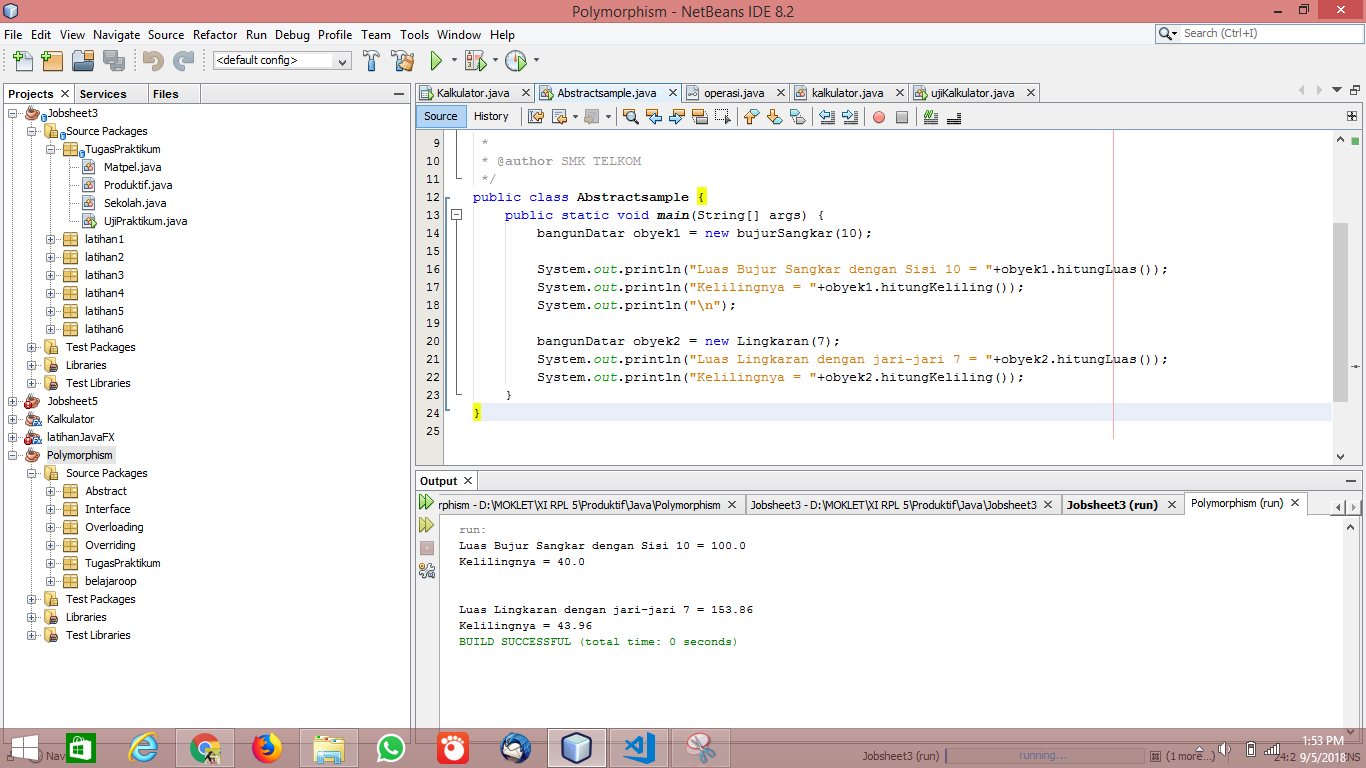 Polymorphism - NetBeans IDE 8.2
File Edit View Navigate Source Refactor Run Debug Profile Team Tools Window Help
Search (Ctrl+I)
<default config>
Projects Services Files
Jobsheet3
Source Packages
TugasPraktikum
Matpel.java
Produktif.java
Sekolah.java
UjiPraktikum.java
latihan1
latihan2
latihan3
latihan4
latihan5
latihan6
Test Packages
Libraries
Test Libraries
Jobsheet5
Kalkulator
latihanJavaFX
Polymorphism
Source Packages
Abstract
Interface
Overloading
Overriding
TugasPraktikum
belajaroop
Test Packages
Libraries
Test Libraries
Kalkulator.java Abstractsample.java operasi.java kalkulator.java ujiKalkulator.java
Source History
9 *
10 * @author SMK TELKOM
11 */
12 public class Abstractsample {
13 public static void main(String[] args) {
14 bangunDatar obyek1 = new bujurSangkar(10);
15
16 System.out.println("Luas Bujur Sangkar dengan Sisi 10 = "+obyek1.hitungLuas());
17 System.out.println("Kelilingnya = "+obyek1.hitungKeliling());
18 System.out.println("\n");
19
20 bangunDatar obyek2 = new Lingkaran(7);
21 System.out.println("Luas Lingkaran dengan jari-jari 7 = "+obyek2.hitungLuas());
22 System.out.println("Kelilingnya = "+obyek2.hitungKeliling());
23 }
24 }
25
Output
rphism - D:\MOKLET\XI RPL 5\Produktif\Java\Polymorphism Jobsheet3 - D:\MOKLET\XI RPL 5\Produktif\Java\Jobsheet3 Jobsheet3 (run) Polymorphism (run)
run:
Luas Bujur Sangkar dengan Sisi 10 = 100.0
Kelilingnya = 40.0
Luas Lingkaran dengan jari-jari 7 = 153.86
Kelilingnya = 43.96
BUILD SUCCESSFUL (total time: 0 seconds)
Jobsheet3 (run) running... (1 more...) 24:2 NS
1:53 PM
9/5/2018